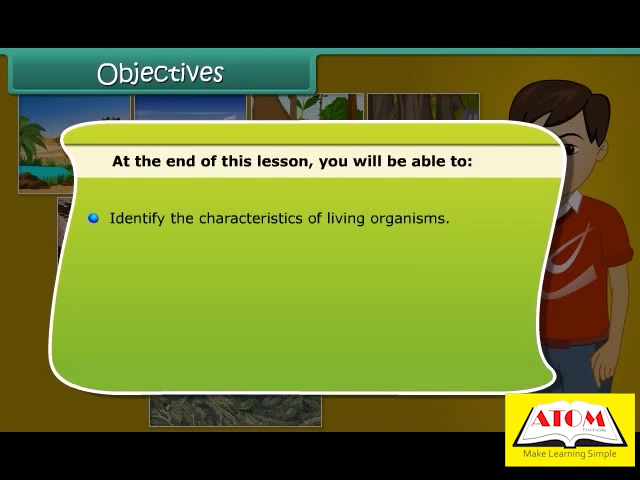 Objectives
At the end of this lesson, you will be able to:
Identify the characteristics of living organisms.
ATOM
TUITION
Make Learning Simple